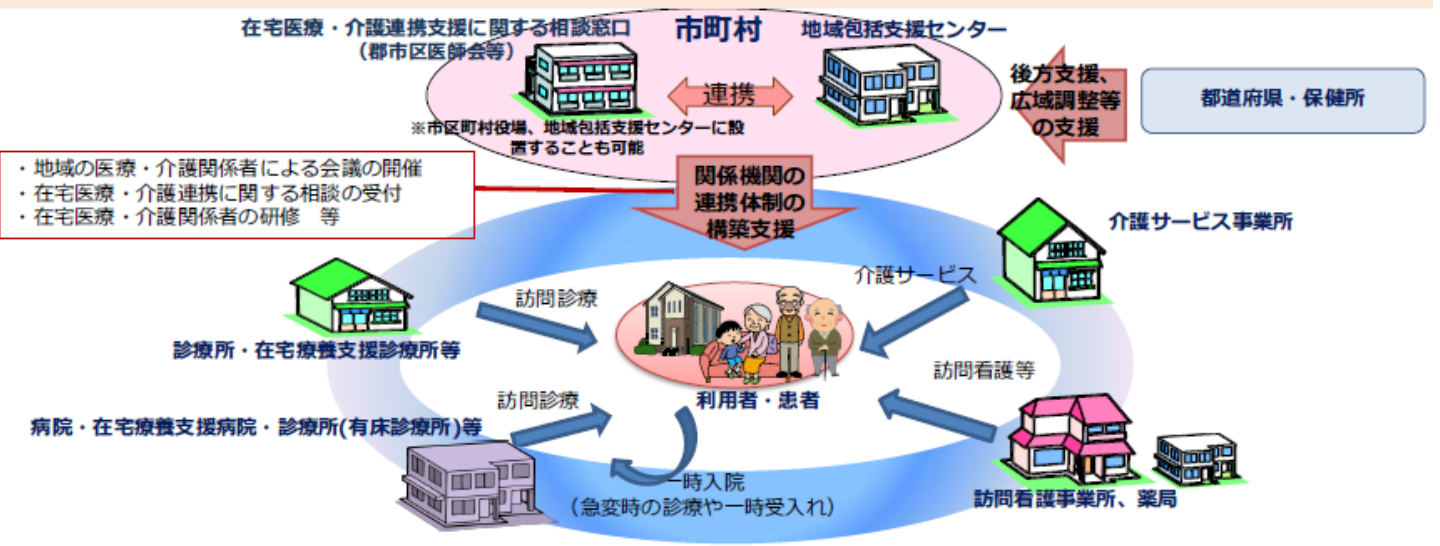 在宅医療・介護連携支援に関する相談窓口
（郡市区医師会等）
市町村
地域包括支援センター
連携
※市区町村役場、地域包括支援センターに設
置することも可能
後方支援、
広域調整等
の支援
都道府県・保健所
・地域の医療・介護関係者による会議の開催
・在宅医療・介護連携に関する相談の受付
・在宅医療・介護関係者の研修　等
関係機関の
連携体制の
構築支援
介護サービス事業所
介護サービス
訪問診療
診療所・在宅療養支援診療所等
訪問看護等
利用者・患者
訪問診療
病院・在宅療養支援病院・診療所(有床診療所)等
一時入院
（急変時の診療や一時受入れ）
訪問看護事業所、薬局